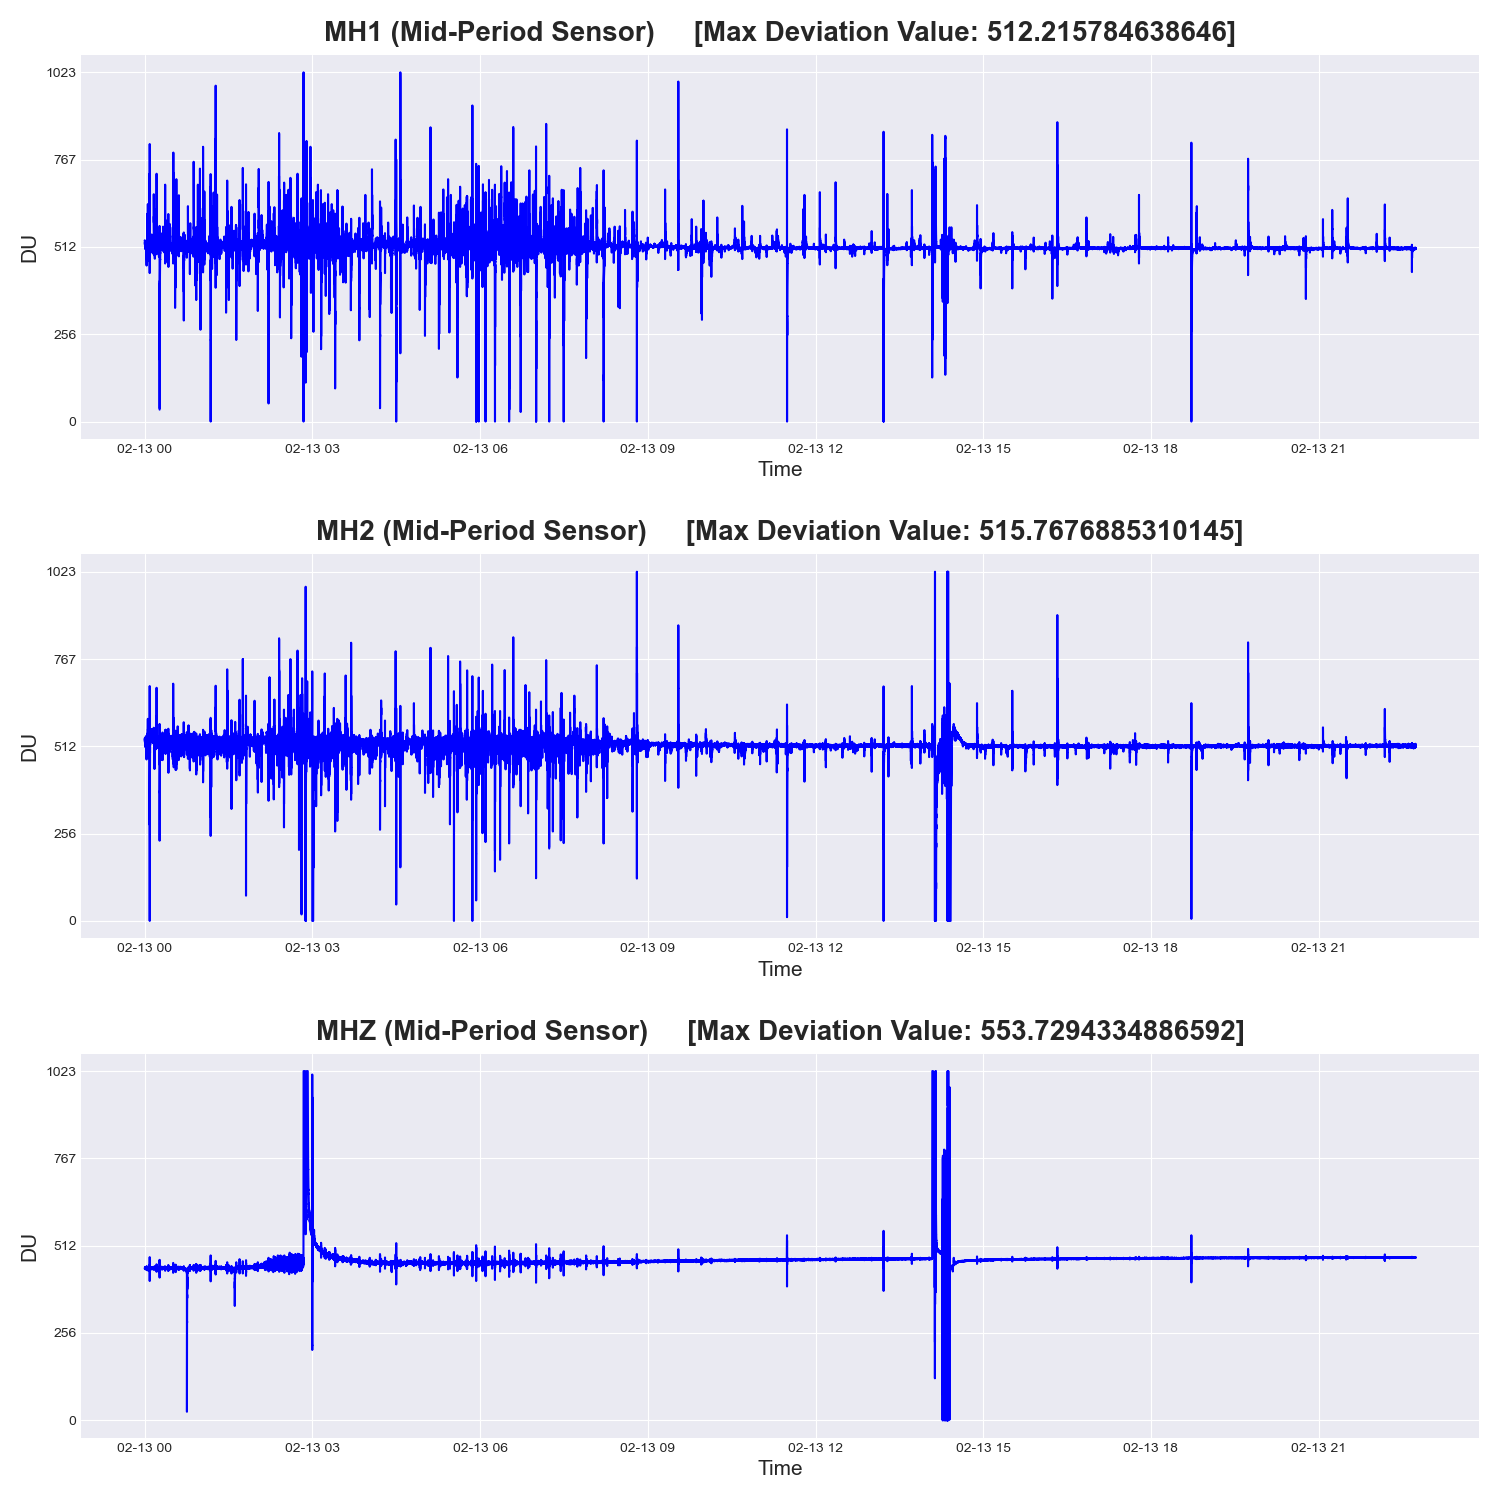 MH1 (Mid-Period Sensor) [Max Deviation Value: 512.215784638646]
1023
767
512
256
0
DU
02-13 00 02-13 03 02-13 06 02-13 09 02-13 12 02-13 15 02-13 18 02-13 21
Time
MH2 (Mid-Period Sensor) [Max Deviation Value: 515.7676885310145]
1023
767
512
256
0
DU
02-13 00 02-13 03 02-13 06 02-13 09 02-13 12 02-13 15 02-13 18 02-13 21
Time
MHZ (Mid-Period Sensor) [Max Deviation Value: 553.7294334886592]
1023
767
512
256
0
DU
02-13 00 02-13 03 02-13 06 02-13 09 02-13 12 02-13 15 02-13 18 02-13 21
Time